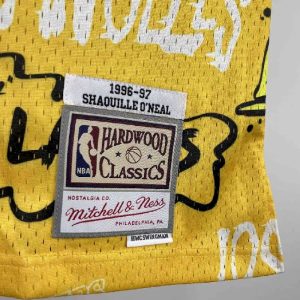 1996-97
SHAQUILLE O'NEAL
NBA
HARDWOOD
CLASSICS
NOSTALGIA CO.
Mitchell & Ness
PHILADELPHIA, PA.